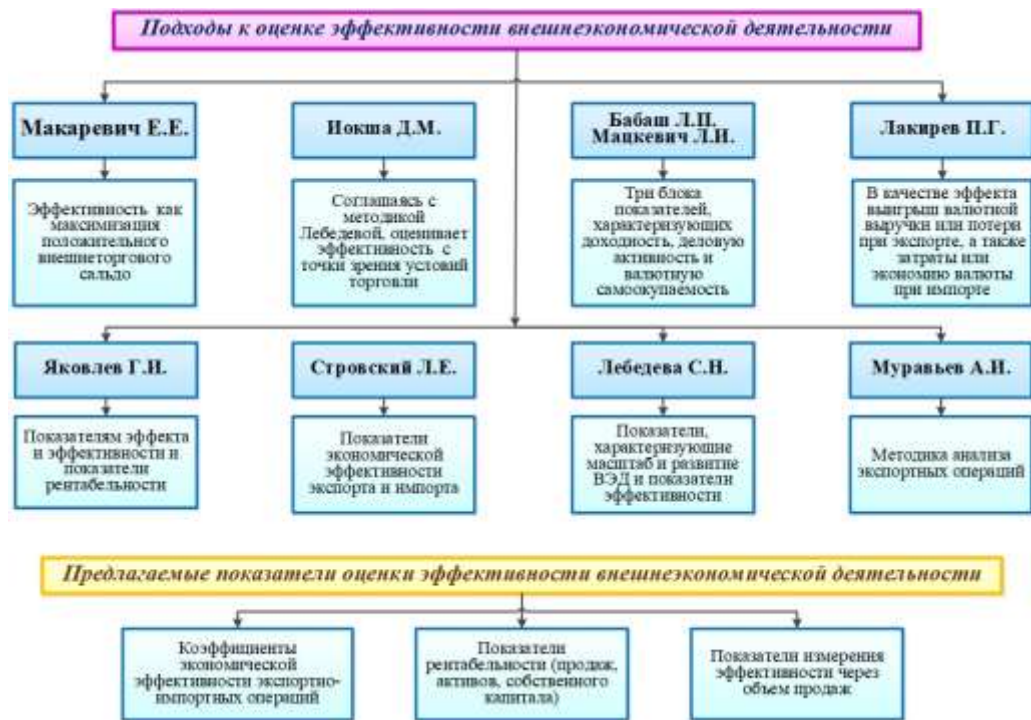 Подходы к оценке эффективности внешнеэкономической деятельности
Макаревич Е.Е.
Иокша Д.М.
Бабаш Л.П.
Мацкевич Л.И.
Лакирев П.Г.
Эффективность как
максимизация
положительного
внешнеторгового
сальдо
Соглашаясь с
методикой
Лебедевой, оценивает
эффективность с
точки зрения условий
торговли
Три блока
показателей,
характеризующих
доходность, деловую
активность и
валютную
самоокупаемость
В качестве эффекта
выигрыш валютной
выручки или потери
при экспорте, а также
затраты или
экономию валюты
при импорте
Яковлев Г.И.
Стровский Л.Е.
Лебедева С.Н.
Муравьев А.И.
Показателям эффекта
и эффективности и
показатели
рентабельности
Показатели
экономической
эффективности
экспорта и импорта
Показатели,
характеризующие
масштаб и развитие
ВЭД и показатели
эффективности
Методика анализа
экспортных операций
Предлагаемые показатели оценки эффективности внешнеэкономической деятельности
Коэффициенты
экономической
эффективности экспортно-
импортных операций
Показатели
рентабельности (продаж,
активов, собственного
капитала)
Показатели измерения
эффективности через
объем продаж